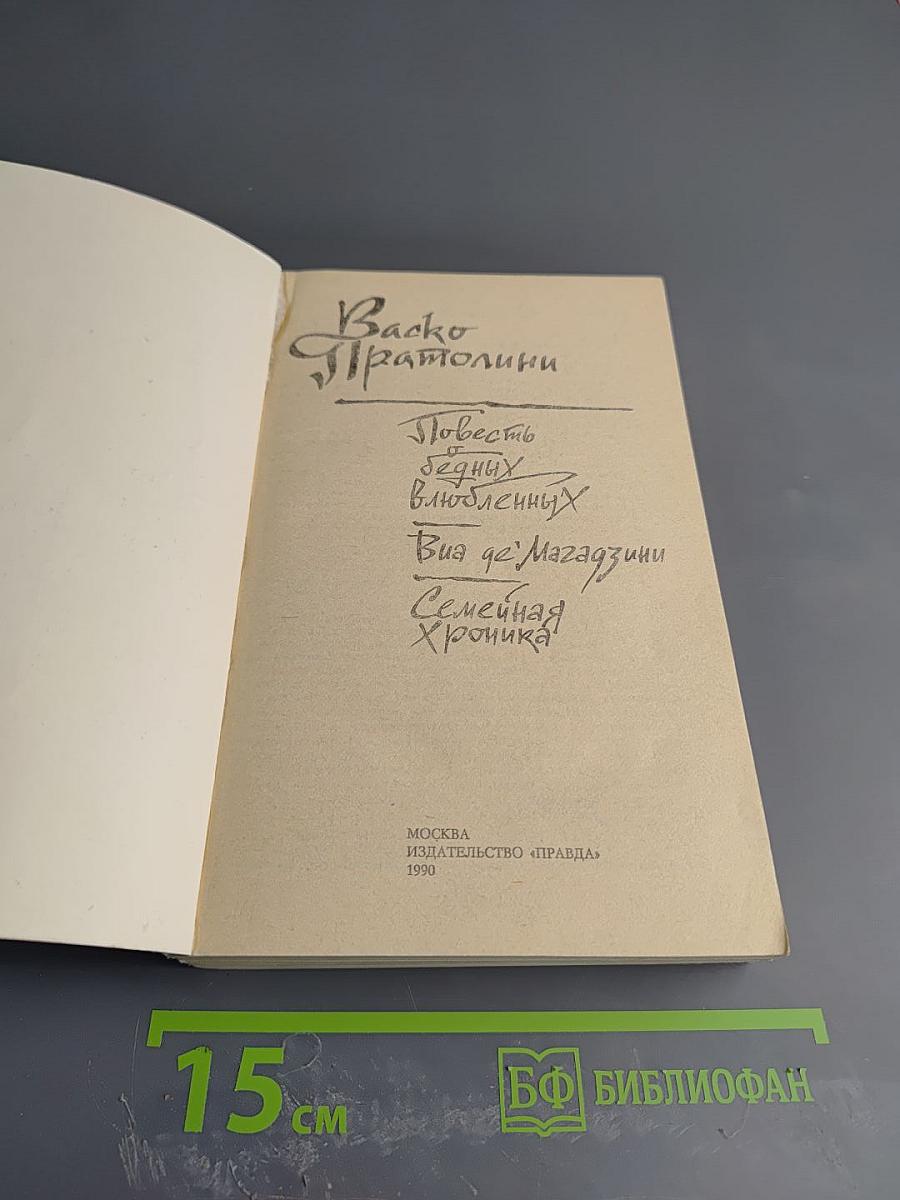 Васко
Пратолини
Повесть
о
бедных
влюбленных
Виа де' Магадзини
Семейная
хроника
МОСКВА
ИЗДАТЕЛЬСТВО «ПРАВДА»
1990
15 см
БФ БИБЛИОФАН